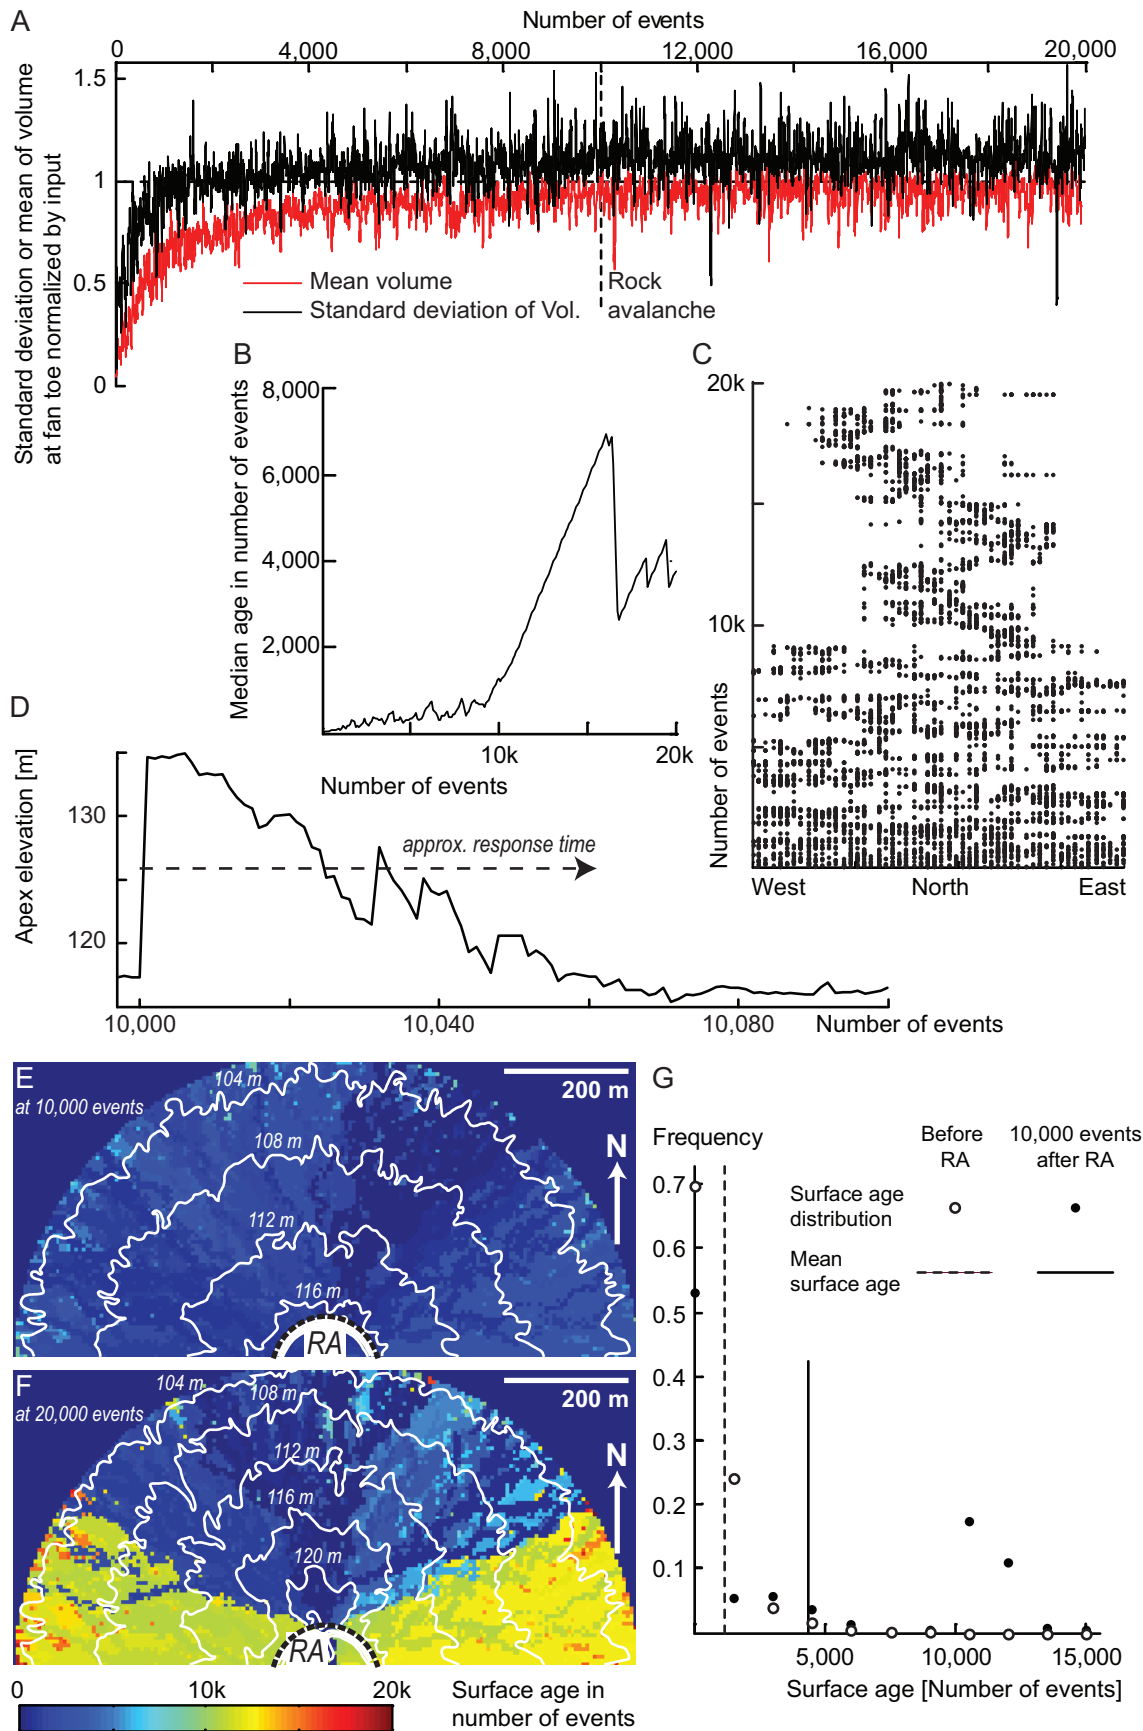 A
Number of events
0 4,000 8,000 12,000 16,000 20,000
Standard deviation or mean of volume
at fan toe normalized by input
1.5
1
0.5
0
Mean volume
Standard deviation of Vol.
Rock
avalanche
B
Median age in number of events
8,000
6,000
4,000
2,000
10k 20k
Number of events
C
Number of events
20k
10k
West North East
D
Apex elevation [m]
130
120
approx. response time
10,000 10,040 10,080 Number of events
E
at 10,000 events
104 m
108 m
112 m
116 m
RA
200 m
N
F
at 20,000 events
104 m
108 m
112 m
116 m
120 m
RA
200 m
N
0 10k 20k
Surface age in
number of events
G
Frequency
Before
RA
10,000 events
after RA
Surface age
distribution
Mean
surface age
0.7
0.6
0.5
0.4
0.3
0.2
0.1
5,000 10,000 15,000
Surface age [Number of events]